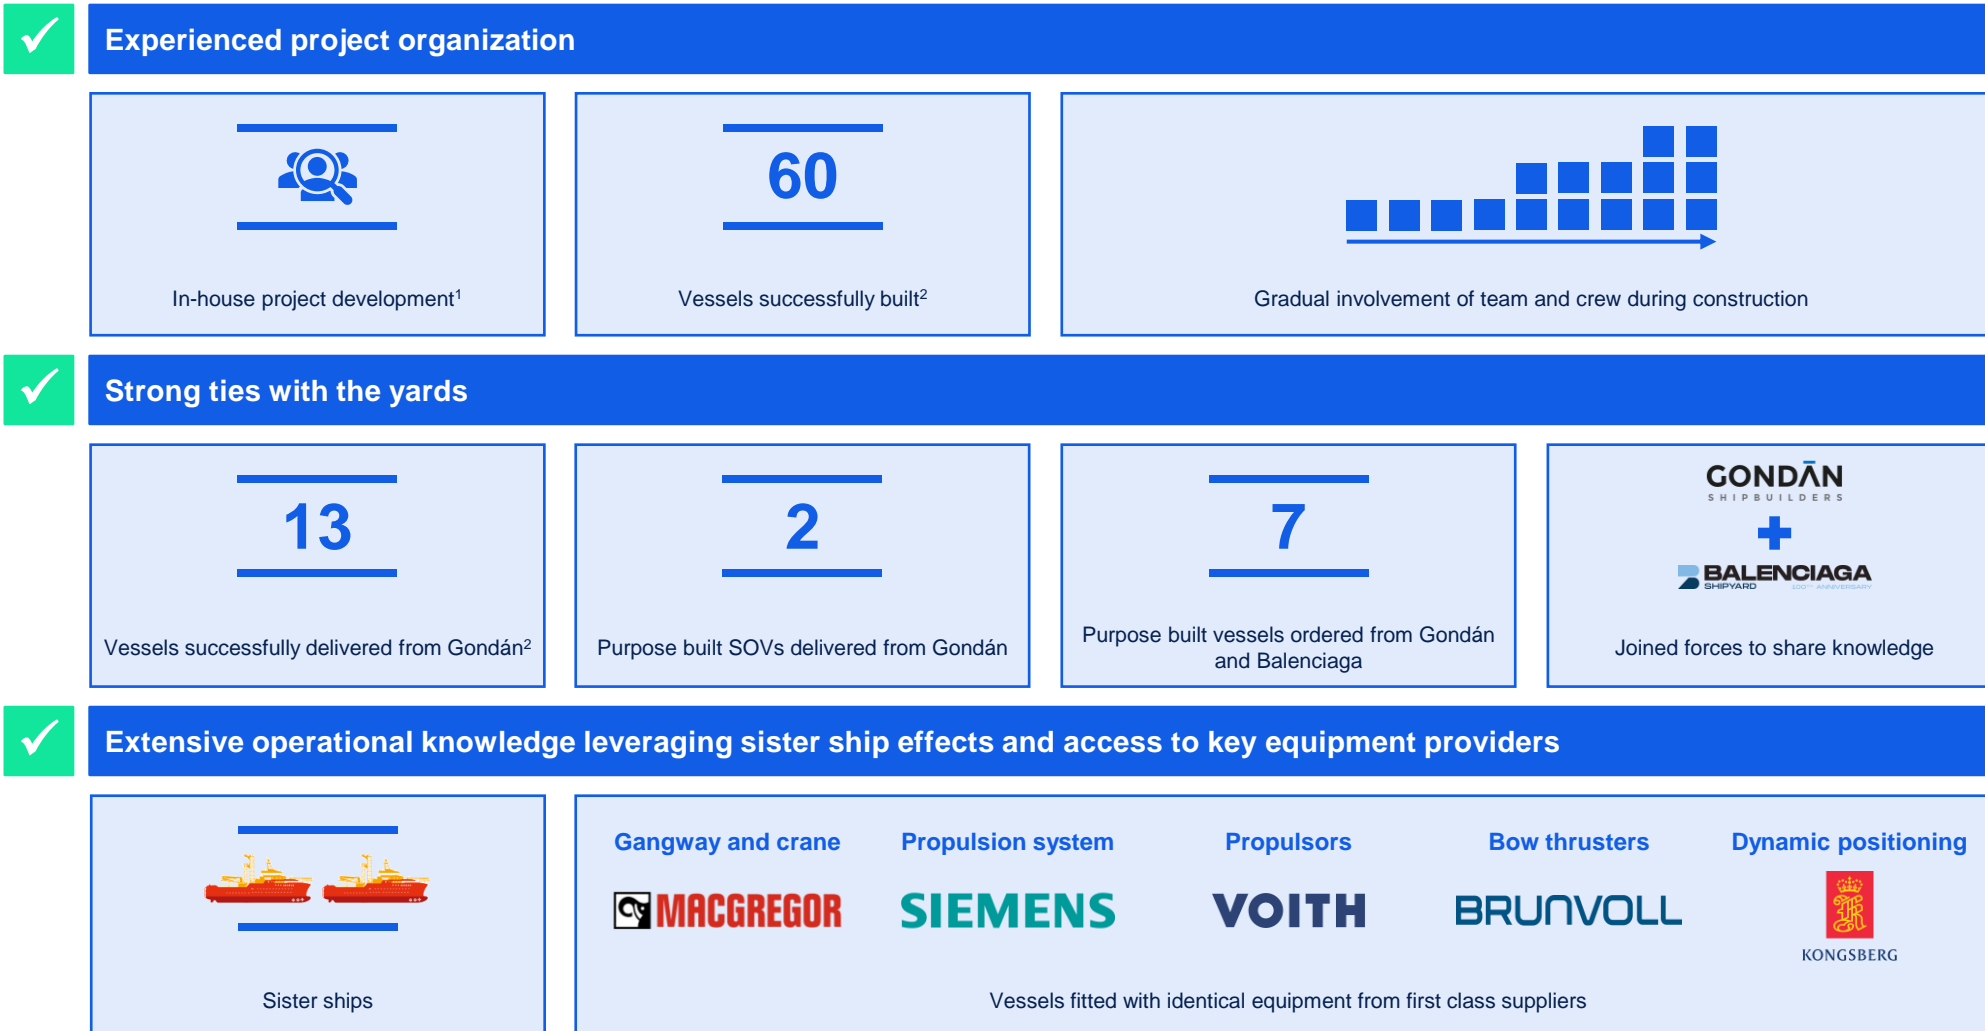 Experienced project organization
60
In-house project development¹
Vessels successfully built²
Gradual involvement of team and crew during construction
Strong ties with the yards
13
2
7
GONDĀN
SHIPBUILDERS
BALENCIAGA
SHIPYARD 100TH ANNIVERSARY
Vessels successfully delivered from Gondán²
Purpose built SOVs delivered from Gondán
Purpose built vessels ordered from Gondán
and Balenciaga
Joined forces to share knowledge
Extensive operational knowledge leveraging sister ship effects and access to key equipment providers
Gangway and crane
Propulsion system
Propulsors
Bow thrusters
Dynamic positioning
MACGREGOR
SIEMENS
VOITH
BRUNVOLL
KONGSBERG
Sister ships
Vessels fitted with identical equipment from first class suppliers